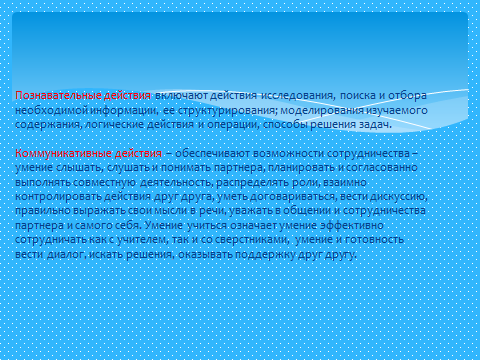 Познавательные действия включают действия исследования, поиска и отбора
необходимой информации, ее структурирования; моделирования изучаемого
содержания, логические действия и операции, способы решения задач.
Коммуникативные действия – обеспечивают возможности сотрудничества –
умение слышать, слушать и понимать партнера, планировать и согласованно
выполнять совместную деятельность, распределять роли, взаимно
контролировать действия друг друга, уметь договариваться, вести дискуссию,
правильно выражать свои мысли в речи, уважать в общении и сотрудничества
партнера и самого себя. Умение учиться означает умение эффективно
сотрудничать как с учителем, так и со сверстниками, умение и готовность
вести диалог, искать решения, оказывать поддержку друг другу.